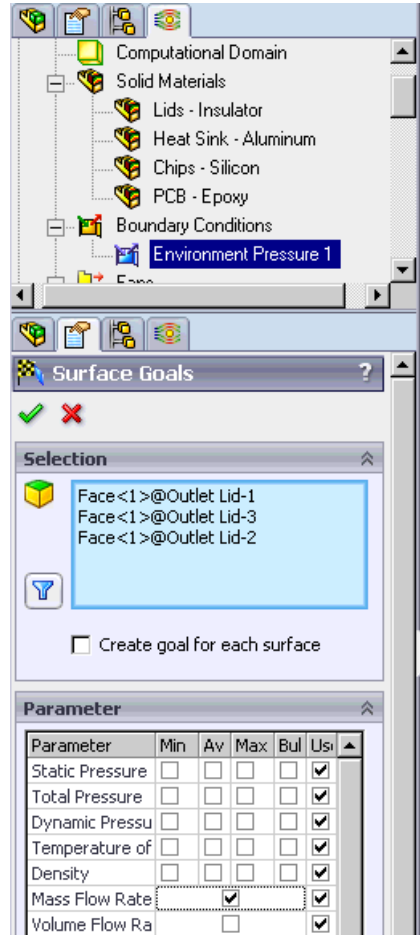 Computational Domain
Solid Materials
Lids - Insulator
Heat Sink - Aluminum
Chips - Silicon
PCB - Epoxy
Boundary Conditions
Environment Pressure 1
Fans
Surface Goals ?
Selection
Face<1>@Outlet Lid-1
Face<1>@Outlet Lid-3
Face<1>@Outlet Lid-2
Create goal for each surface
Parameter
Parameter Min Av Max Bul Use
Static Pressure
Total Pressure
Dynamic Pressu
Temperature of
Density
Mass Flow Rate
Volume Flow Ra